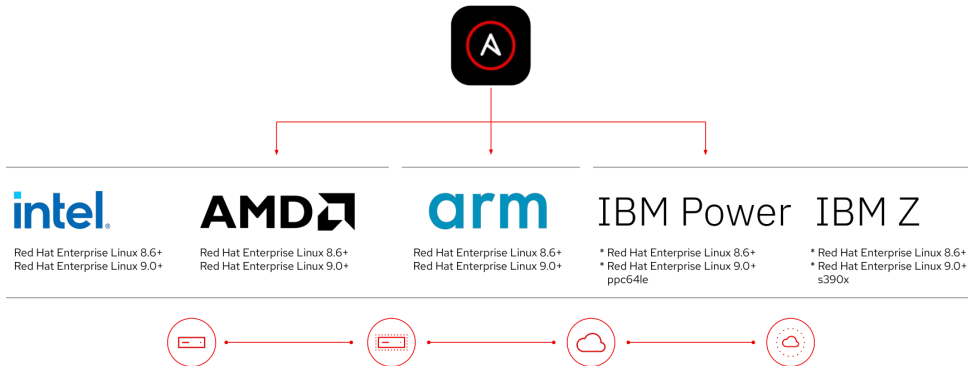 intel.
Red Hat Enterprise Linux 8.6+
Red Hat Enterprise Linux 9.0+
AMD
Red Hat Enterprise Linux 8.6+
Red Hat Enterprise Linux 9.0+
arm
Red Hat Enterprise Linux 8.6+
Red Hat Enterprise Linux 9.0+
IBM Power
* Red Hat Enterprise Linux 8.6+
* Red Hat Enterprise Linux 9.0+
ppc64le
IBM Z
* Red Hat Enterprise Linux 8.6+
* Red Hat Enterprise Linux 9.0+
s390x